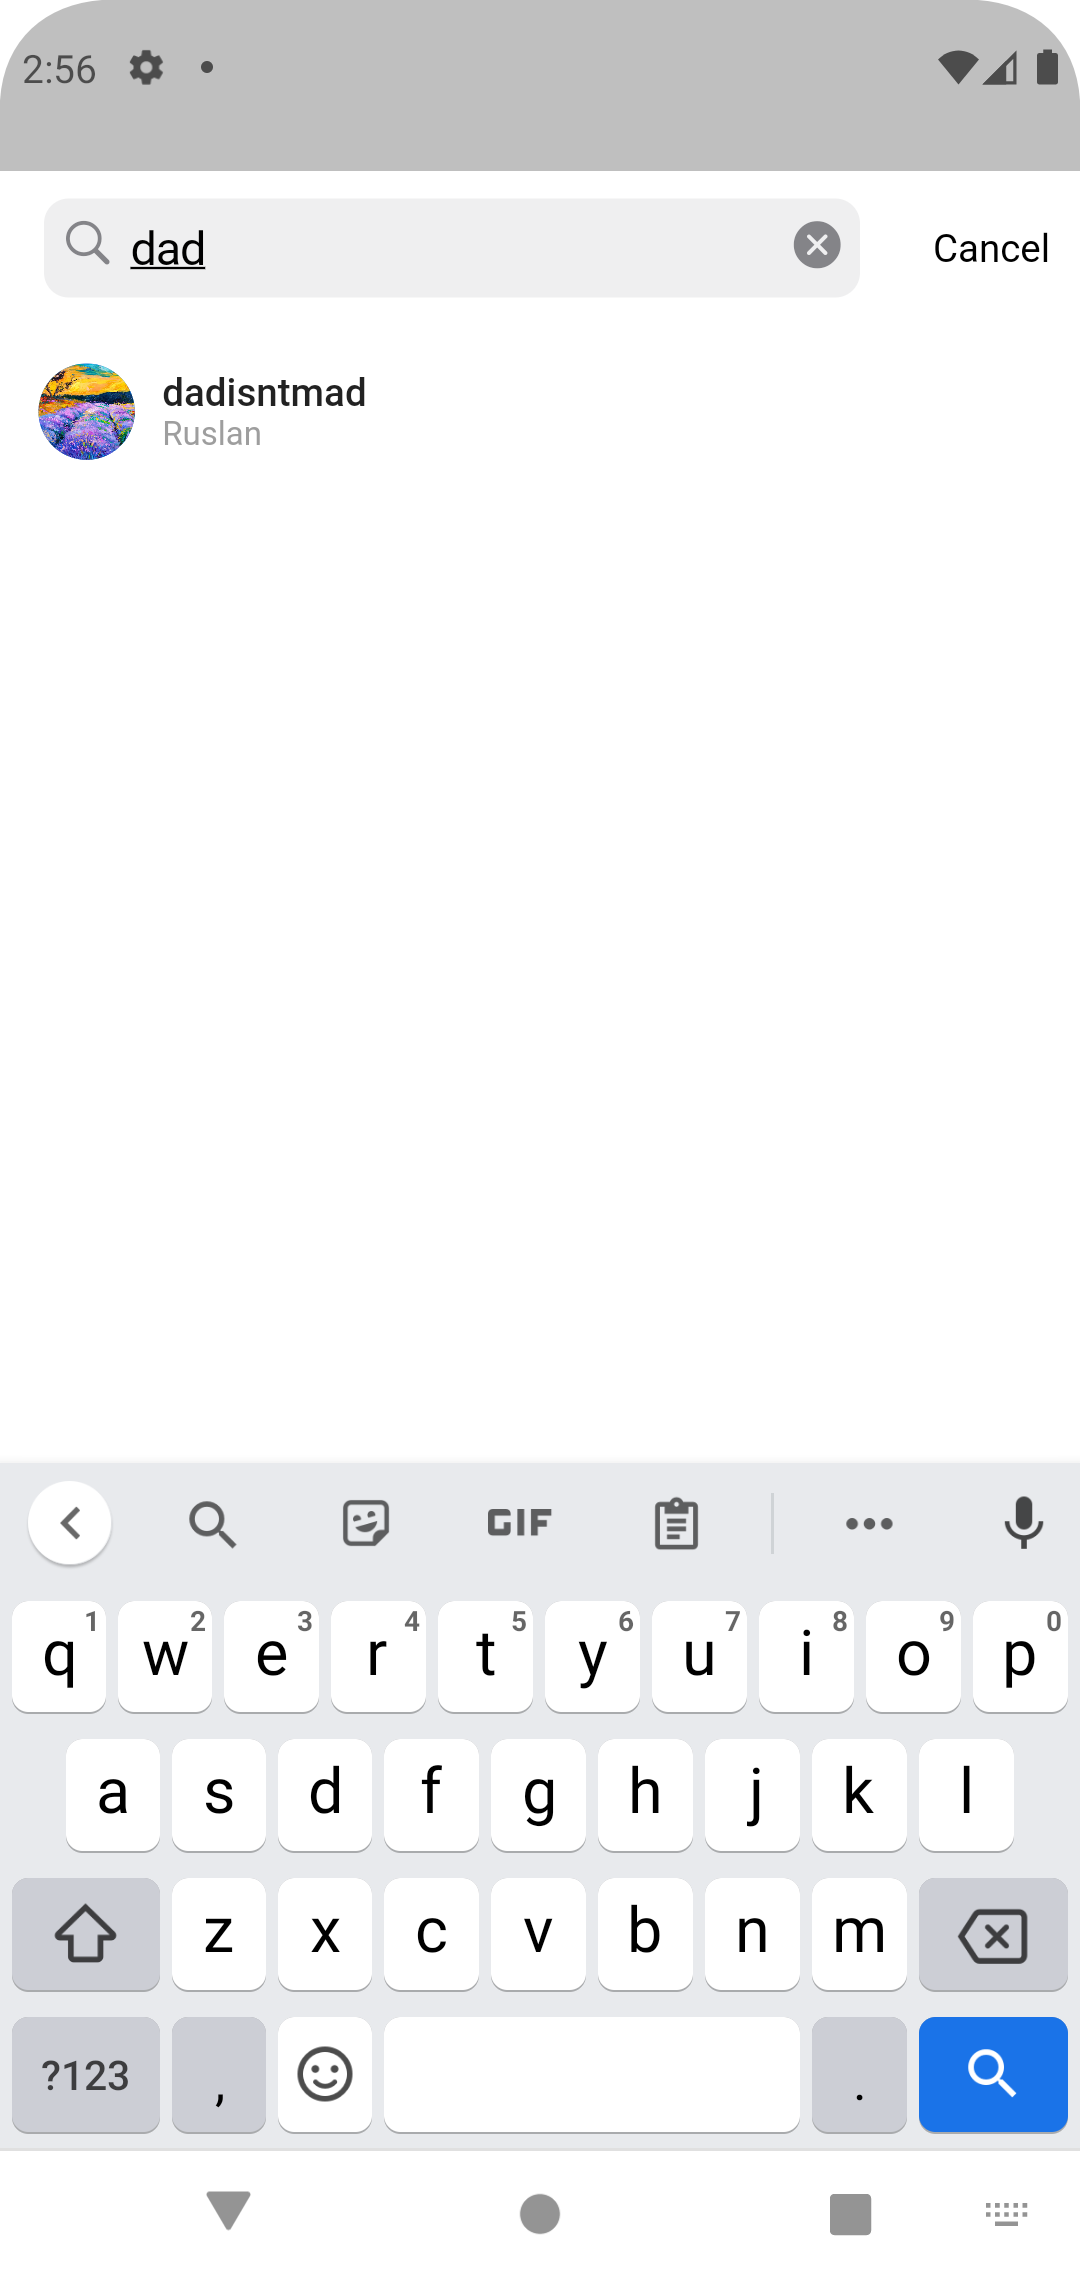 2:56
dad
Cancel
dadisntmad
Ruslan
GIF
q 1 w 2 e 3 r 4 t 5 y 6 u 7 i 8 o 9 p 0
a s d f g h j k l
z x c v b n m
?123 , .